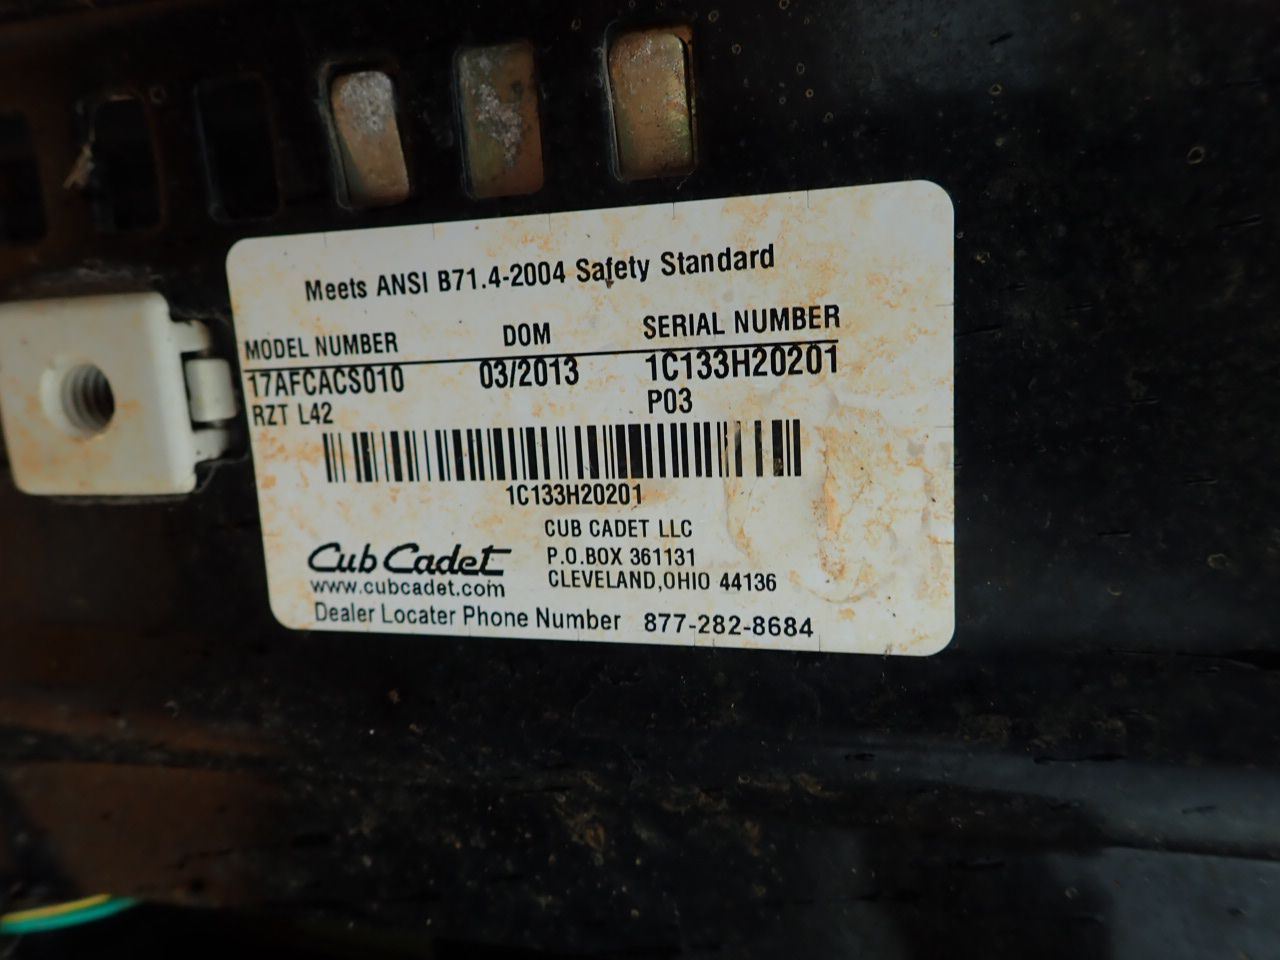 Meets ANSI B71.4-2004 Safety Standard
MODEL NUMBER DOM SERIAL NUMBER
17AFCACS010 03/2013 1C133H20201
RZT L42 P03
1C133H20201
CUB CADET LLC
P.O.BOX 361131
CLEVELAND,OHIO 44136
Cub Cadet
www.cubcadet.com
Dealer Locater Phone Number 877-282-8684